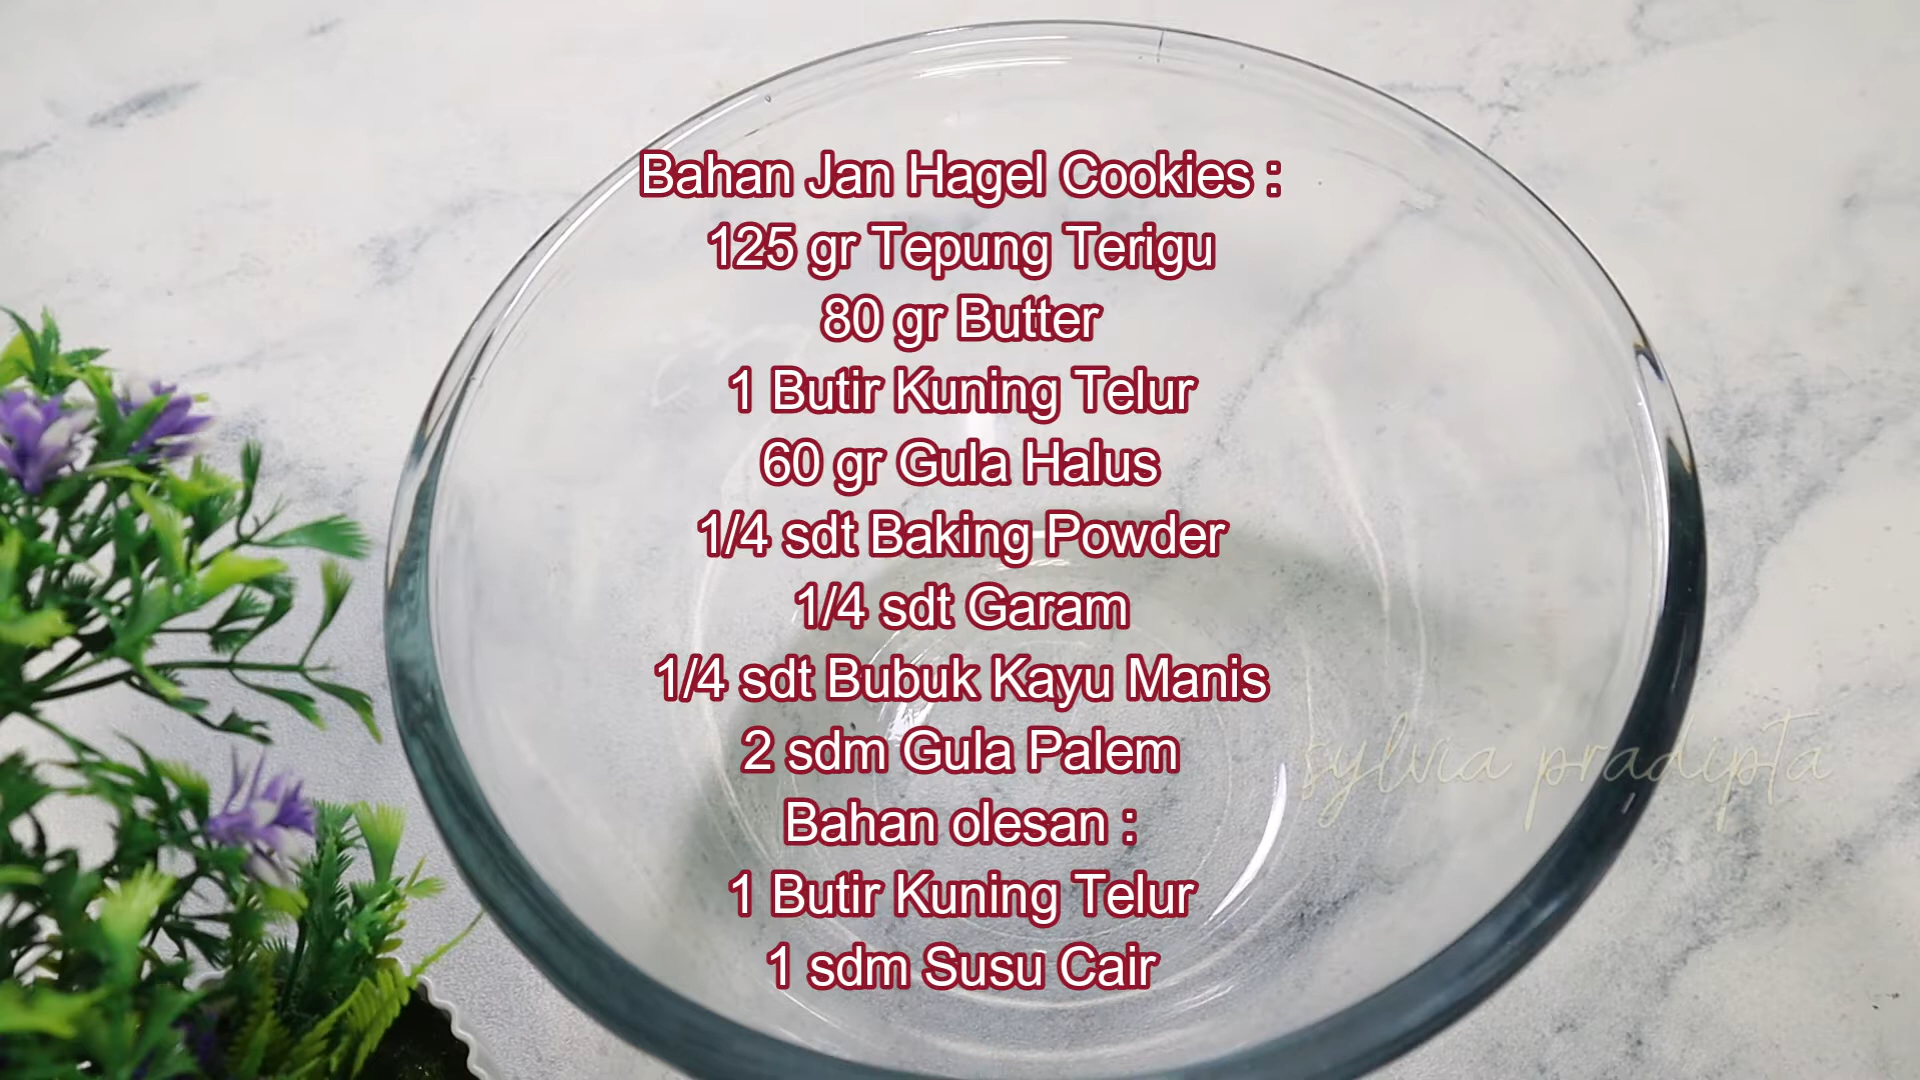 Bahan Jan Hagel Cookies :
125 gr Tepung Terigu
80 gr Butter
1 Butir Kuning Telur
60 gr Gula Halus
1/4 sdt Baking Powder
1/4 sdt Garam
1/4 sdt Bubuk Kayu Manis
2 sdm Gula Palem
sylvia pradipta
Bahan olesan :
1 Butir Kuning Telur
1 sdm Susu Cair